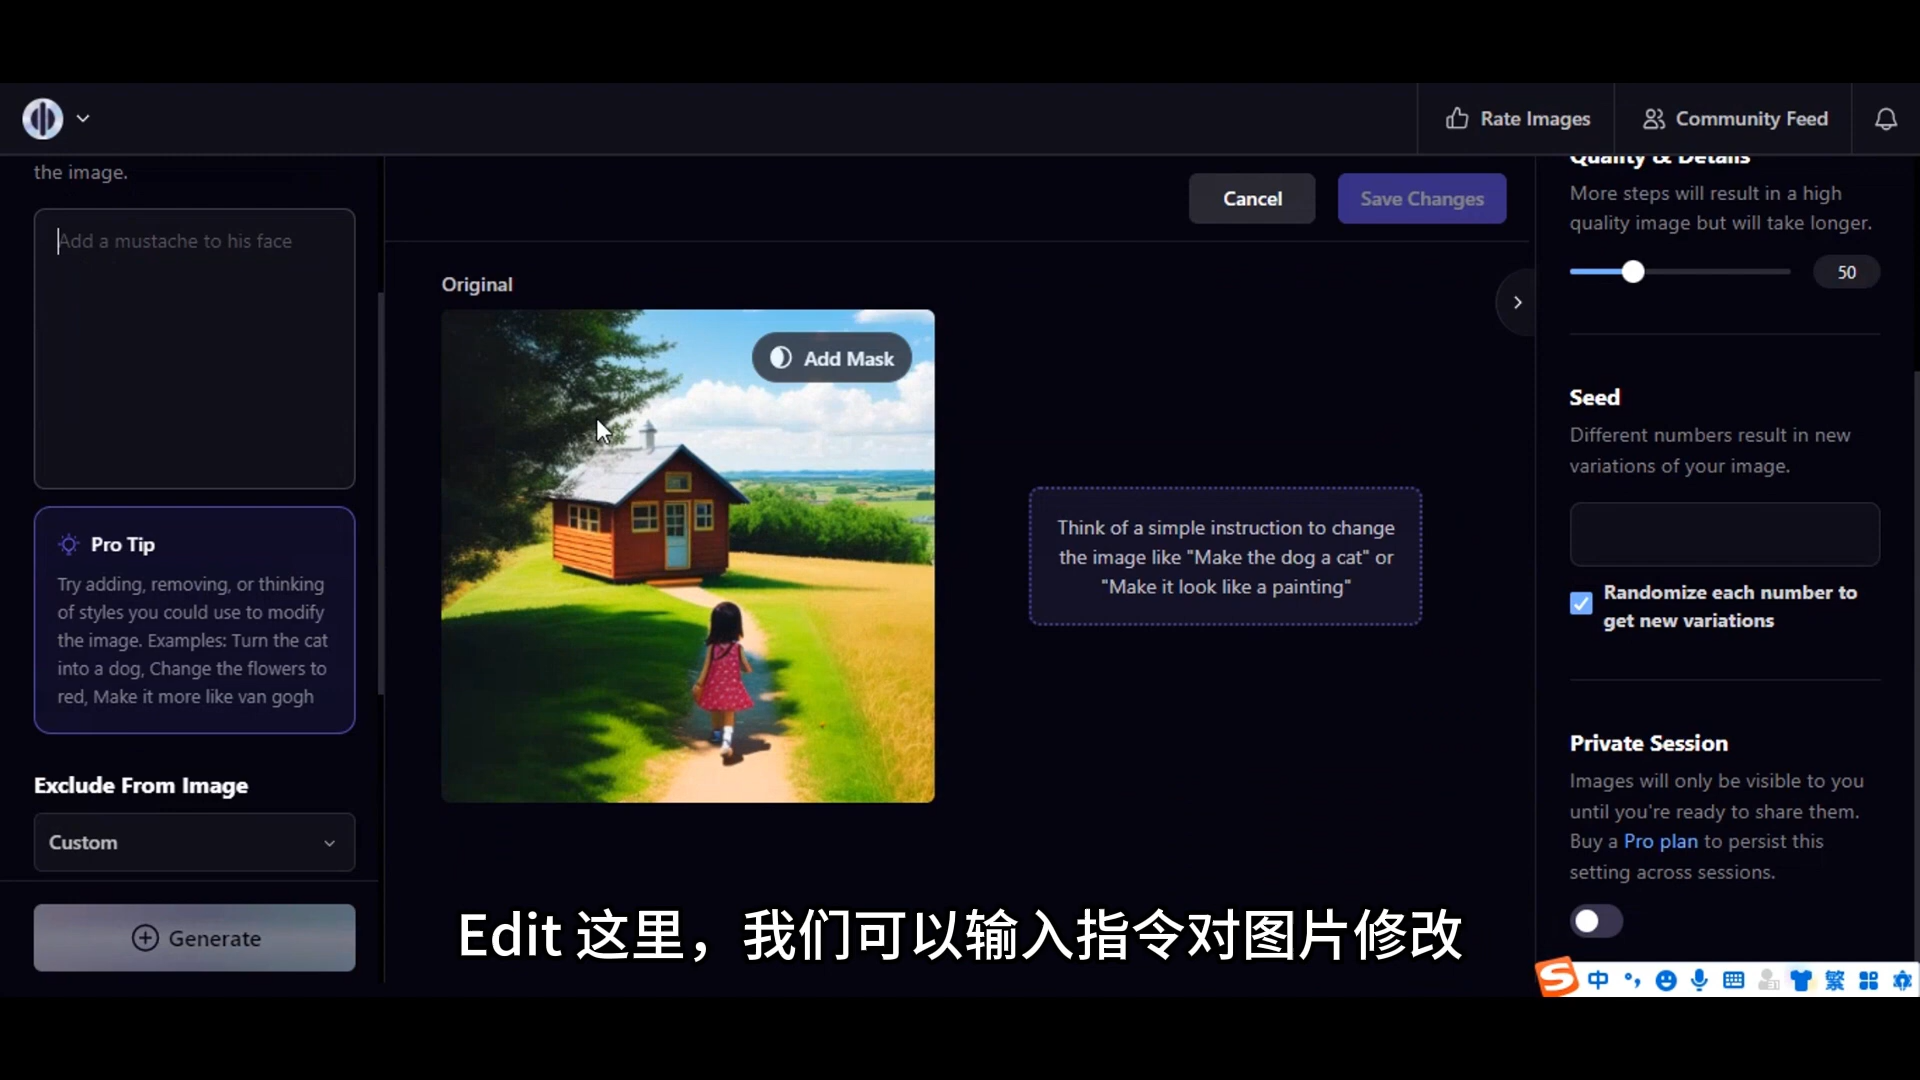 Rate Images
Community Feed
the image.
Add a mustache to his face
Pro Tip
Try adding, removing, or thinking
of styles you could use to modify
the image. Examples: Turn the cat
into a dog, Change the flowers to
red, Make it more like van gogh
Exclude From Image
Custom
Generate
Cancel
Save Changes
Original
Add Mask
Think of a simple instruction to change
the image like "Make the dog a cat" or
"Make it look like a painting"
Quality & Details
More steps will result in a high
quality image but will take longer.
50
Seed
Different numbers result in new
variations of your image.
Randomize each number to
get new variations
Private Session
Images will only be visible to you
until you're ready to share them.
Buy a Pro plan to persist this
setting across sessions.
Edit 这里，我们可以输入指令对图片修改
S 中 繁